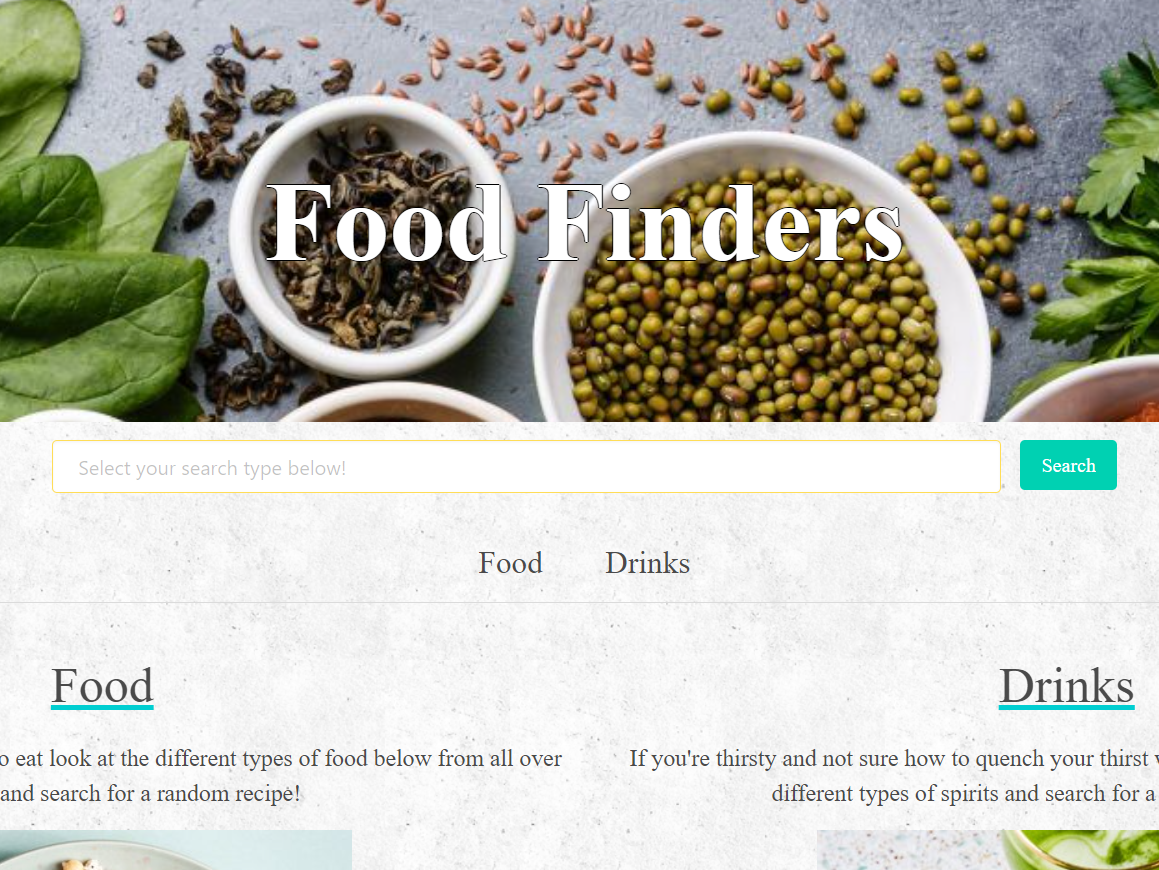 Food Finders
Select your search type below!
Search
Food Drinks
Food
eat look at the different types of food below from all over
and search for a random recipe!
Drinks
If you're thirsty and not sure how to quench your thirst
different types of spirits and search for a